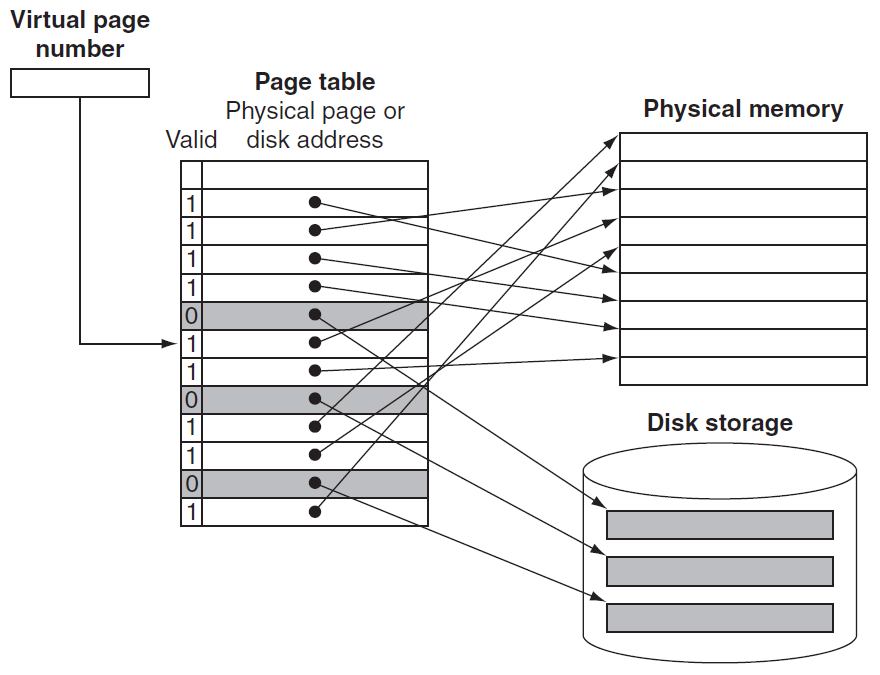 Virtual page
number
Page table
Physical page or
Valid disk address
Physical memory
1
1
1
1
0
1
1
0
1
1
0
1
Disk storage